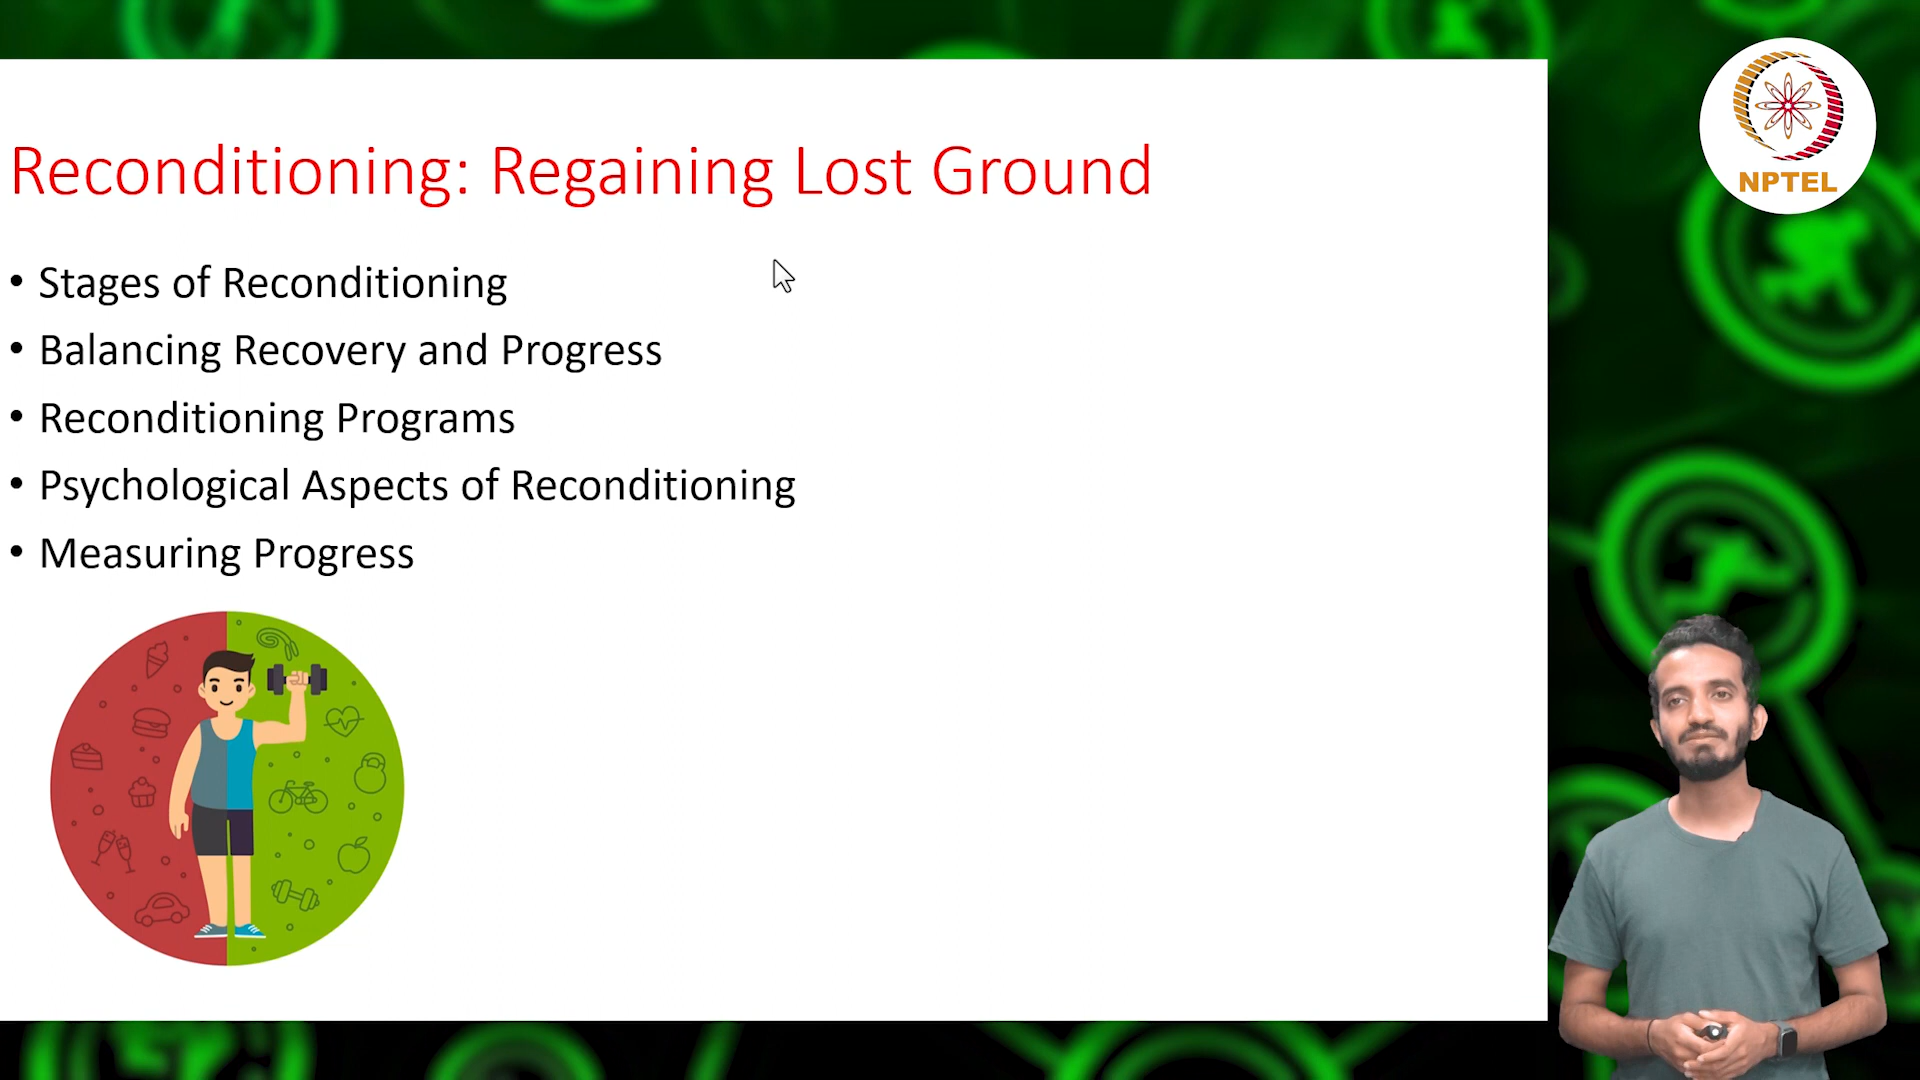 Reconditioning: Regaining Lost Ground
• Stages of Reconditioning
• Balancing Recovery and Progress
• Reconditioning Programs
• Psychological Aspects of Reconditioning
• Measuring Progress
NPTEL